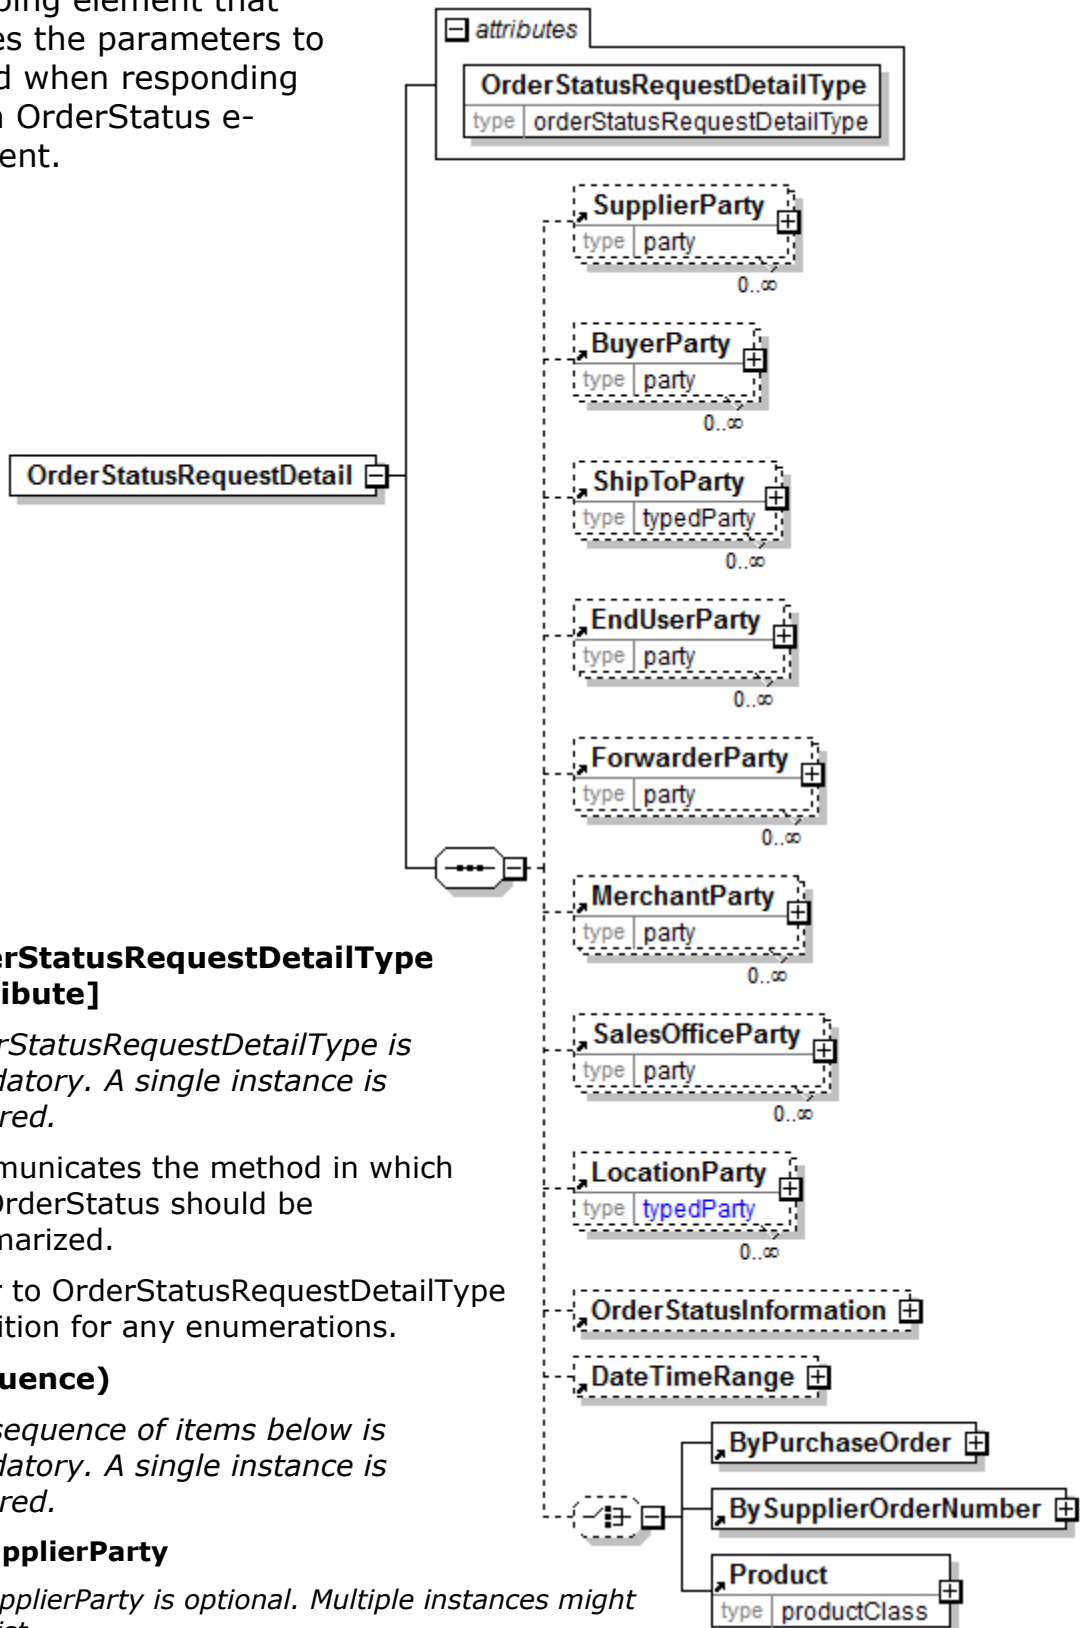 ping element that
es the parameters to
d when responding
OrderStatus e-
ent.
attributes
OrderStatusRequestDetailType
type orderStatusRequestDetailType
SupplierParty
type party
0..∞
BuyerParty
type party
0..∞
OrderStatusRequestDetail
ShipToParty
type typedParty
0..∞
EndUserParty
type party
0..∞
ForwarderParty
type party
0..∞
MerchantParty
type party
0..∞
erStatusRequestDetailType
ibute]
rStatusRequestDetailType is
datory. A single instance is
red.
SalesOfficeParty
type party
0..∞
municates the method in which
OrderStatus should be
marized.
LocationParty
type typedParty
0..∞
r to OrderStatusRequestDetailType
ition for any enumerations.
OrderStatusInformation
uence)
DateTimeRange
sequence of items below is
datory. A single instance is
red.
ByPurchaseOrder
BySupplierOrderNumber
pplierParty
pplierParty is optional. Multiple instances might
Product
type productClass